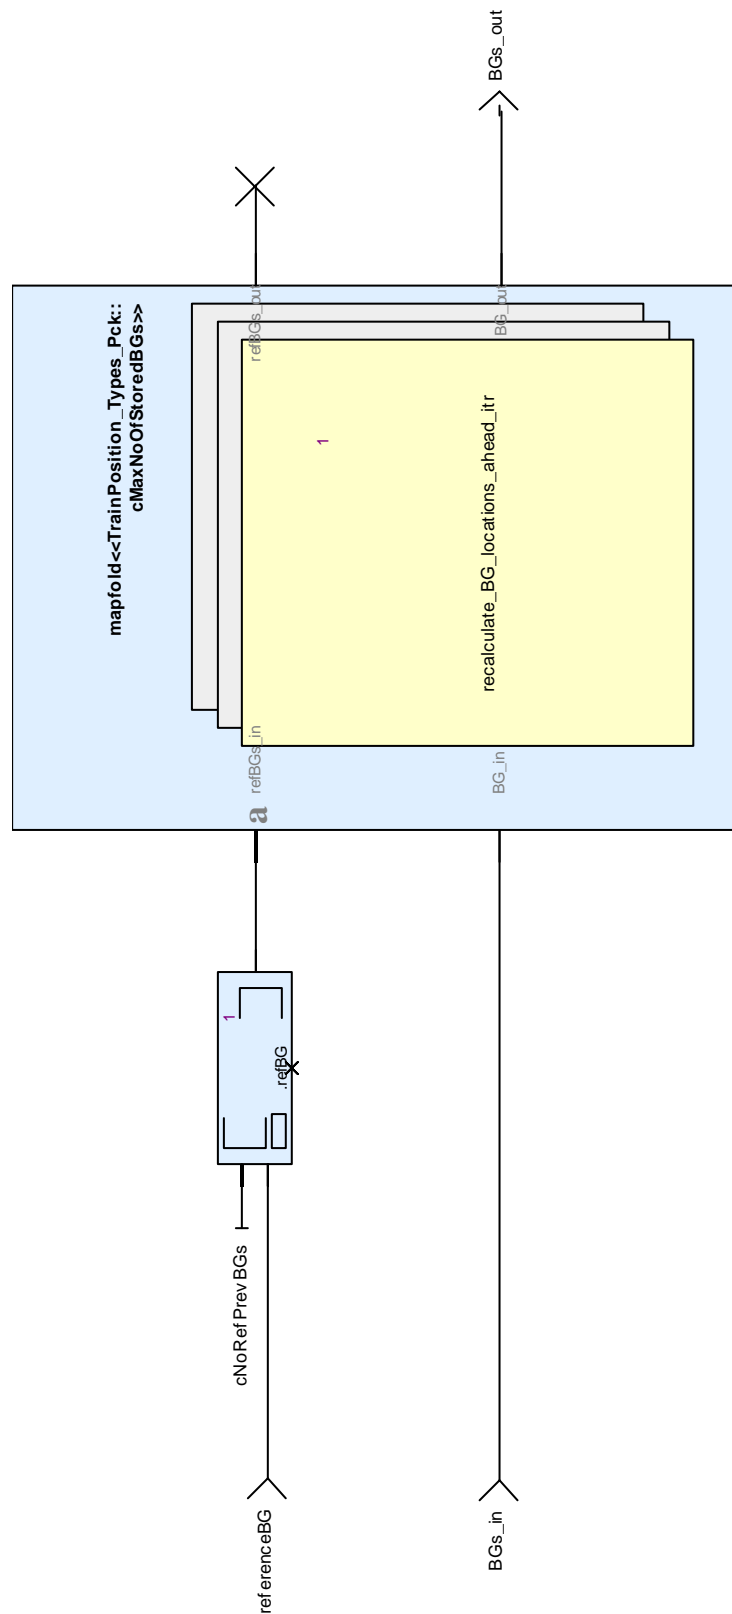 mapfold<<TrainPosition_Types_Pck::
cMaxNoOfStoredBGs>>
a
refBGs_in
refBGs_out
1
recalculate_BG_locations_ahead_itr
BG_in
BG_out
BGs_out
1
.refBG
cNoRefPrevBGs
referenceBG
BGs_in